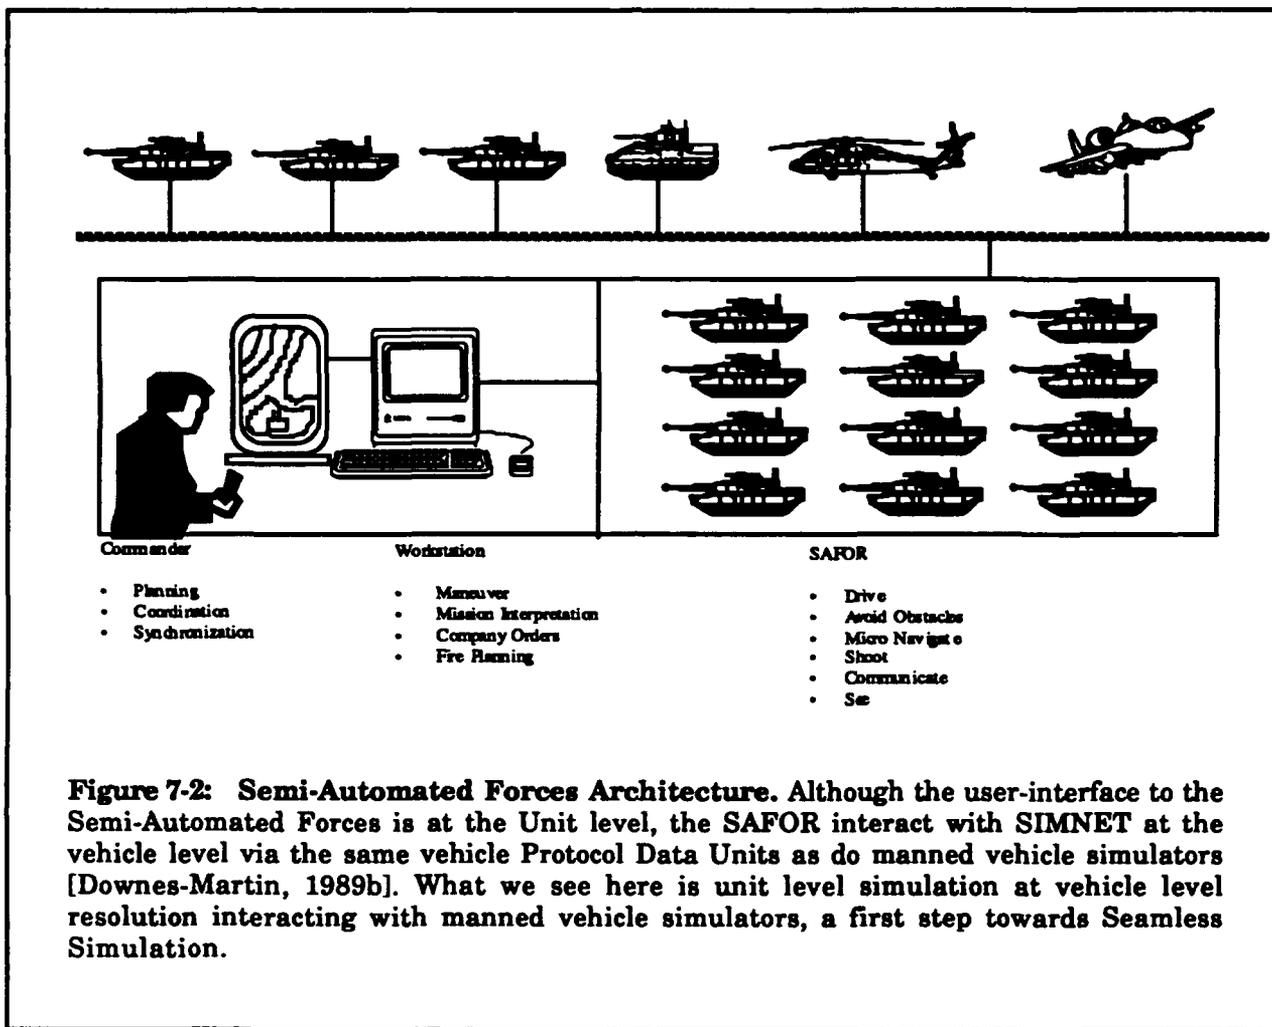 Commander
• Planning
• Coordination
• Synchronization
Workstation
• Maneuver
• Mission Interpretation
• Company Orders
• Fire Planning
SAFOR
• Drive
• Avoid Obstacles
• Micro Navigate
• Shoot
• Communicate
• See
Figure 7-2: Semi-Automated Forces Architecture. Although the user-interface to the
Semi-Automated Forces is at the Unit level, the SAFOR interact with SIMNET at the
vehicle level via the same vehicle Protocol Data Units as do manned vehicle simulators
[Downes-Martin, 1989b]. What we see here is unit level simulation at vehicle level
resolution interacting with manned vehicle simulators, a first step towards Seamless
Simulation.